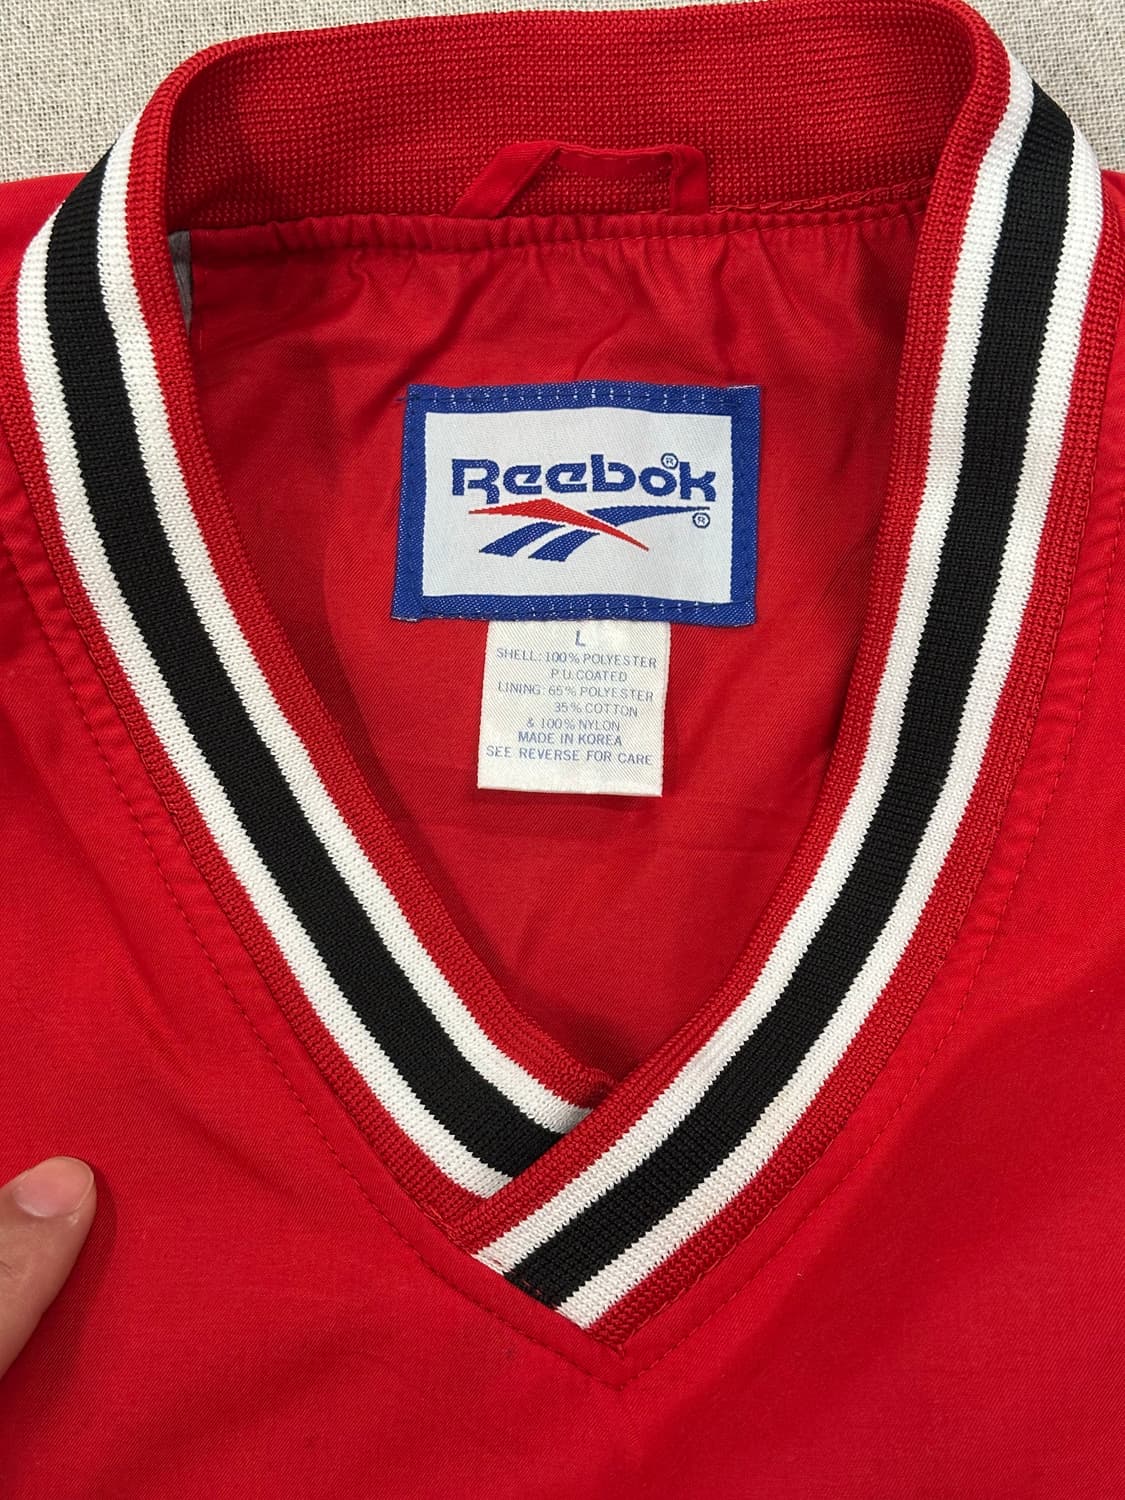 Reebok®
®
L
SHELL: 100% POLYESTER
P.U. COATED
LINING: 65% POLYESTER
35% COTTON
& 100% NYLON
MADE IN KOREA
SEE REVERSE FOR CARE